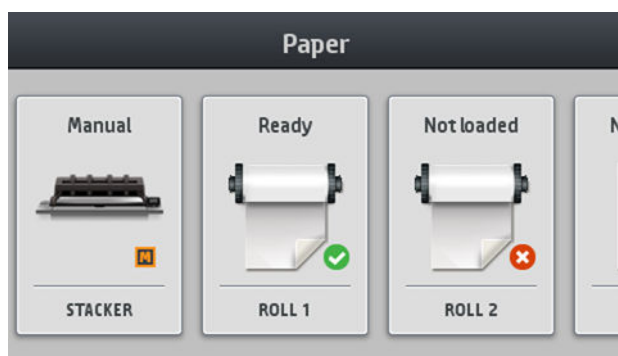 Paper
Manual
Ready
Not loaded
N
M
STACKER
ROLL 1
ROLL 2